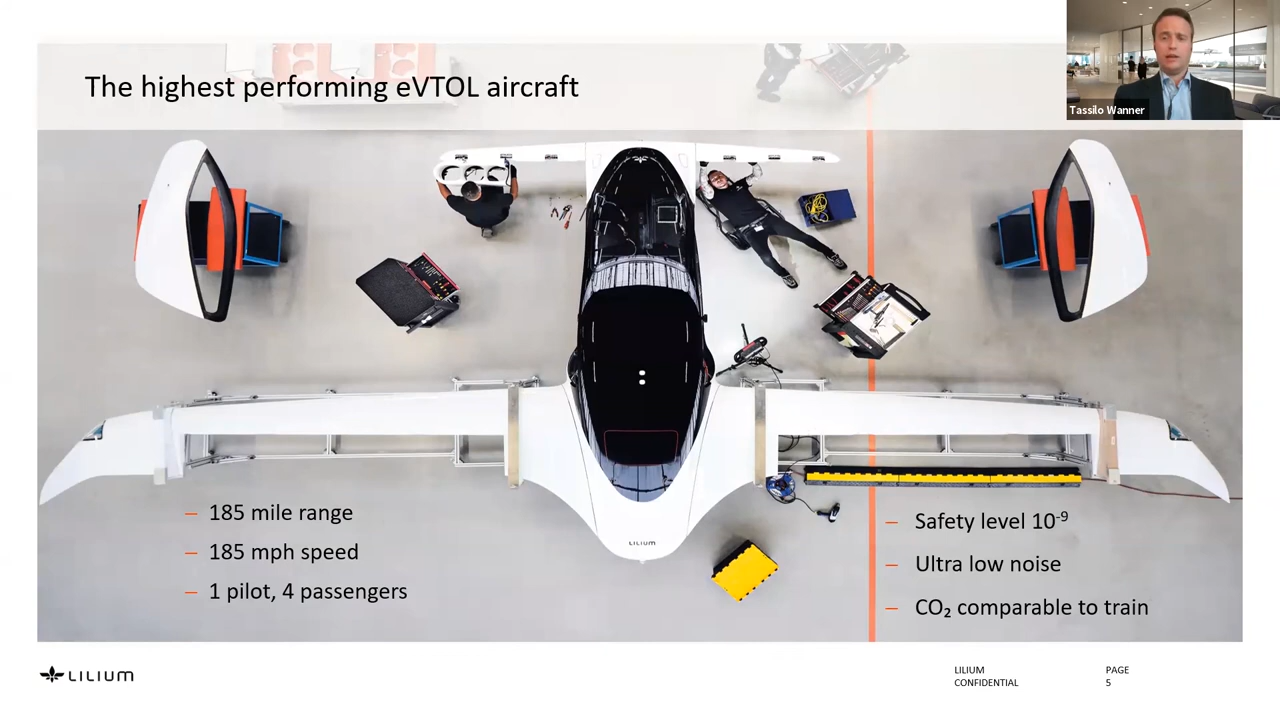 The highest performing eVTOL aircraft
Tassilo Wanner
– 185 mile range
– 185 mph speed
– 1 pilot, 4 passengers
LILIUM
– Safety level 10⁻⁹
– Ultra low noise
– CO₂ comparable to train
LILIUM
LILIUM
CONFIDENTIAL
PAGE
5